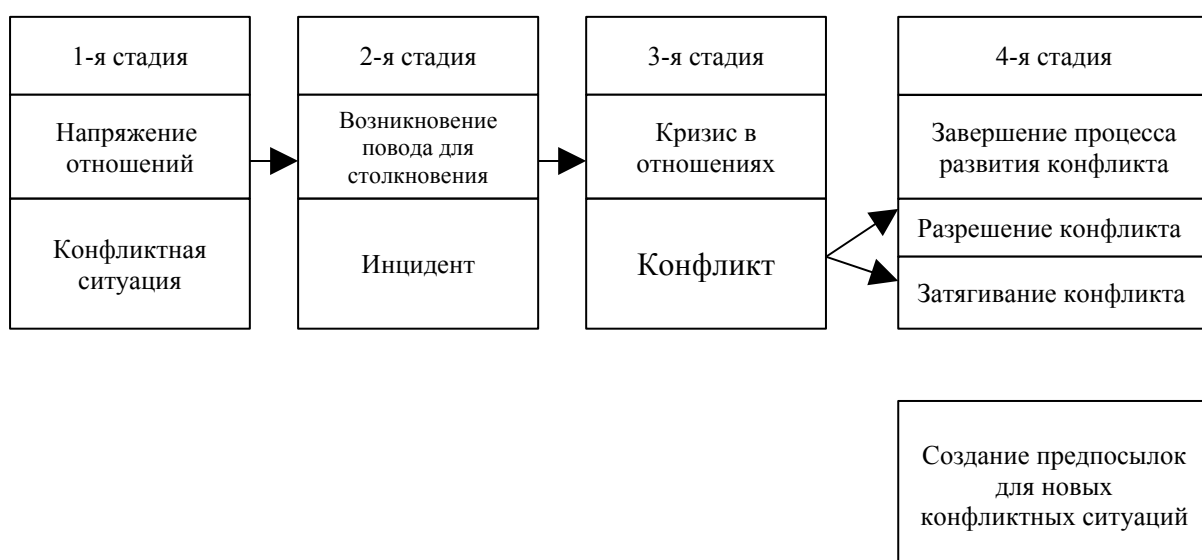 1-я стадия
Напряжение
отношений
Конфликтная
ситуация
2-я стадия
Возникновение
повода для
столкновения
Инцидент
3-я стадия
Кризис в
отношениях
Конфликт
4-я стадия
Завершение процесса
развития конфликта
Разрешение конфликта
Затягивание конфликта
Создание предпосылок
для новых
конфликтных ситуаций